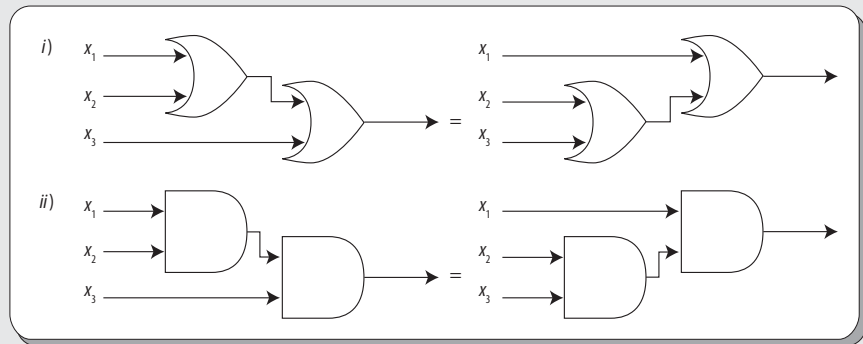 i) x₁ x₁
x₂ x₂
x₃ = x₃
ii) x₁ x₁
x₂ x₂
x₃ = x₃